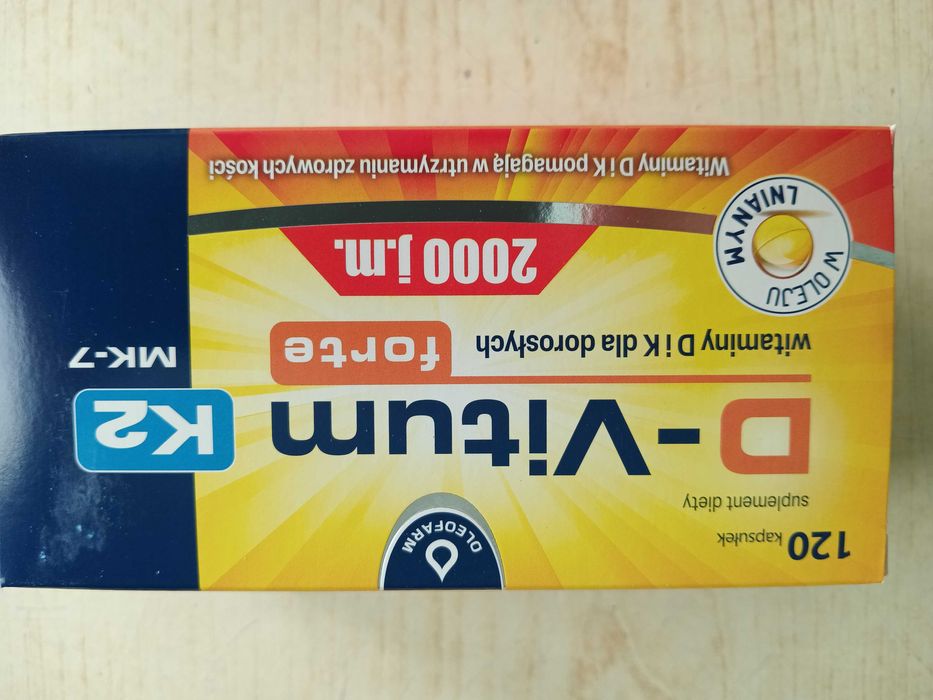 OLEOFARM
120 kapsułek
suplement diety
D-Vitum K2
forte MK-7
witaminy D i K dla dorosłych
2000 j.m.
W OLEJU LNIANYM
Witaminy D i K pomagają w utrzymaniu zdrowych kości